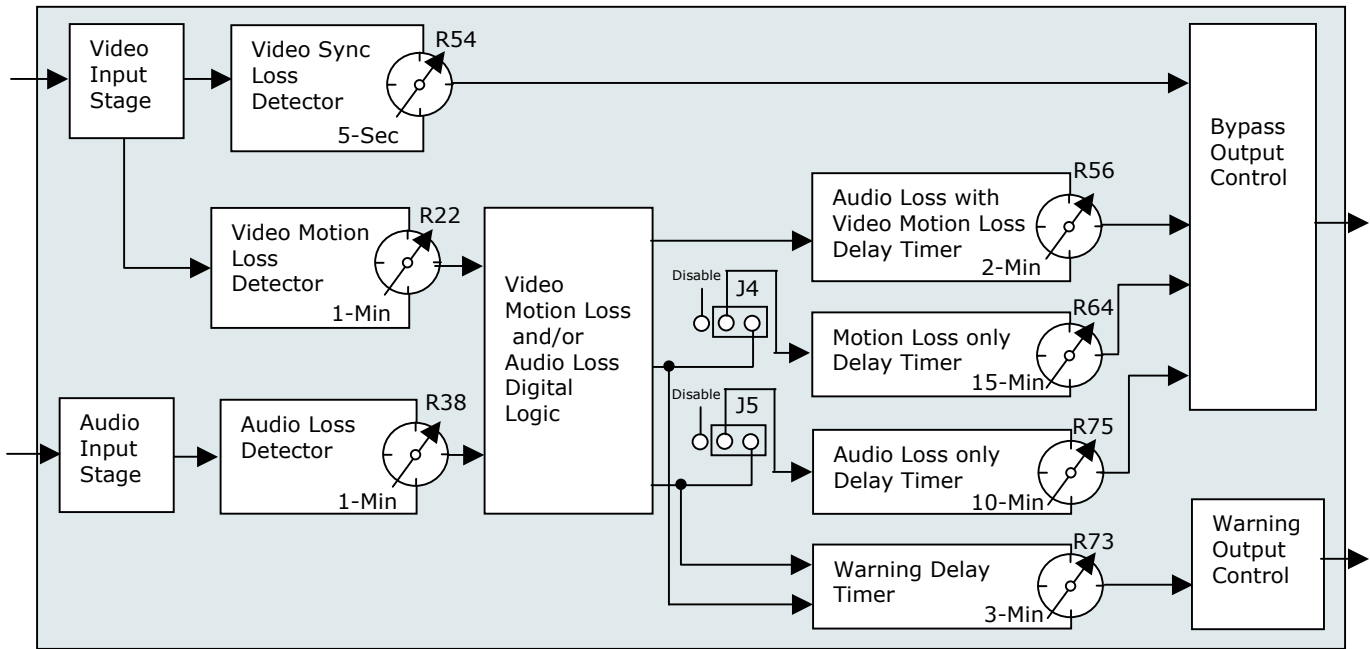 Video
Input
Stage
Video Sync
Loss
Detector
5-Sec
R54
Bypass
Output
Control
Video Motion
Loss
Detector
1-Min
R22
Video
Motion Loss
and/or
Audio Loss
Digital
Logic
Audio Loss with
Video Motion Loss
Delay Timer
2-Min
R56
Disable
J4
Motion Loss only
Delay Timer
15-Min
R64
Audio
Input
Stage
Audio Loss
Detector
1-Min
R38
Disable
J5
Audio Loss only
Delay Timer
10-Min
R75
Warning Delay
Timer
3-Min
R73
Warning
Output
Control